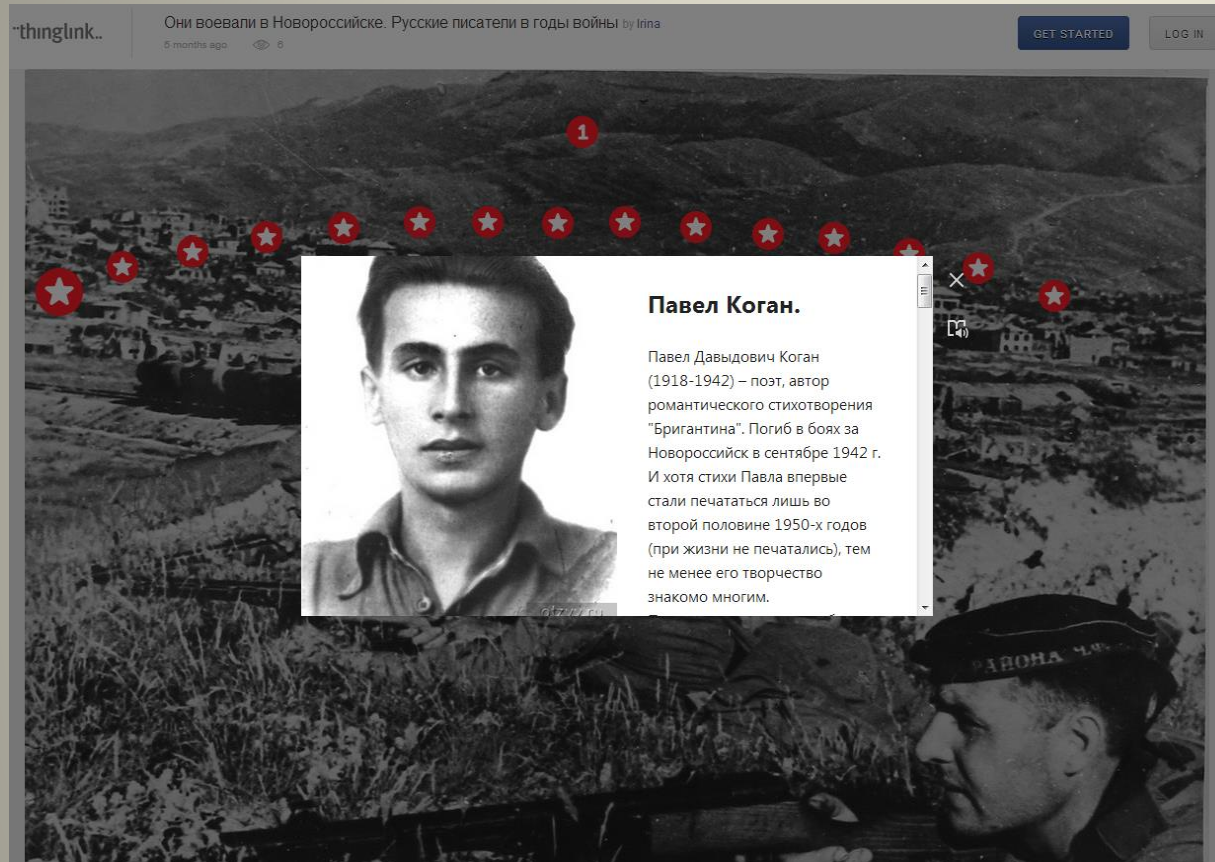 thinglink..
Они воевали в Новороссийске. Русские писатели в годы войны by Irina
5 months ago 6
GET STARTED
LOG IN
1
Павел Коган.
Павел Давыдович Коган
(1918-1942) – поэт, автор
романтического стихотворения
"Бригантина". Погиб в боях за
Новороссийск в сентябре 1942 г.
И хотя стихи Павла впервые
стали печататься лишь во
второй половине 1950-х годов
(при жизни не печатались), тем
не менее его творчество
знакомо многим.
otzyv.ru
РАЙОНА Ч.Ф.